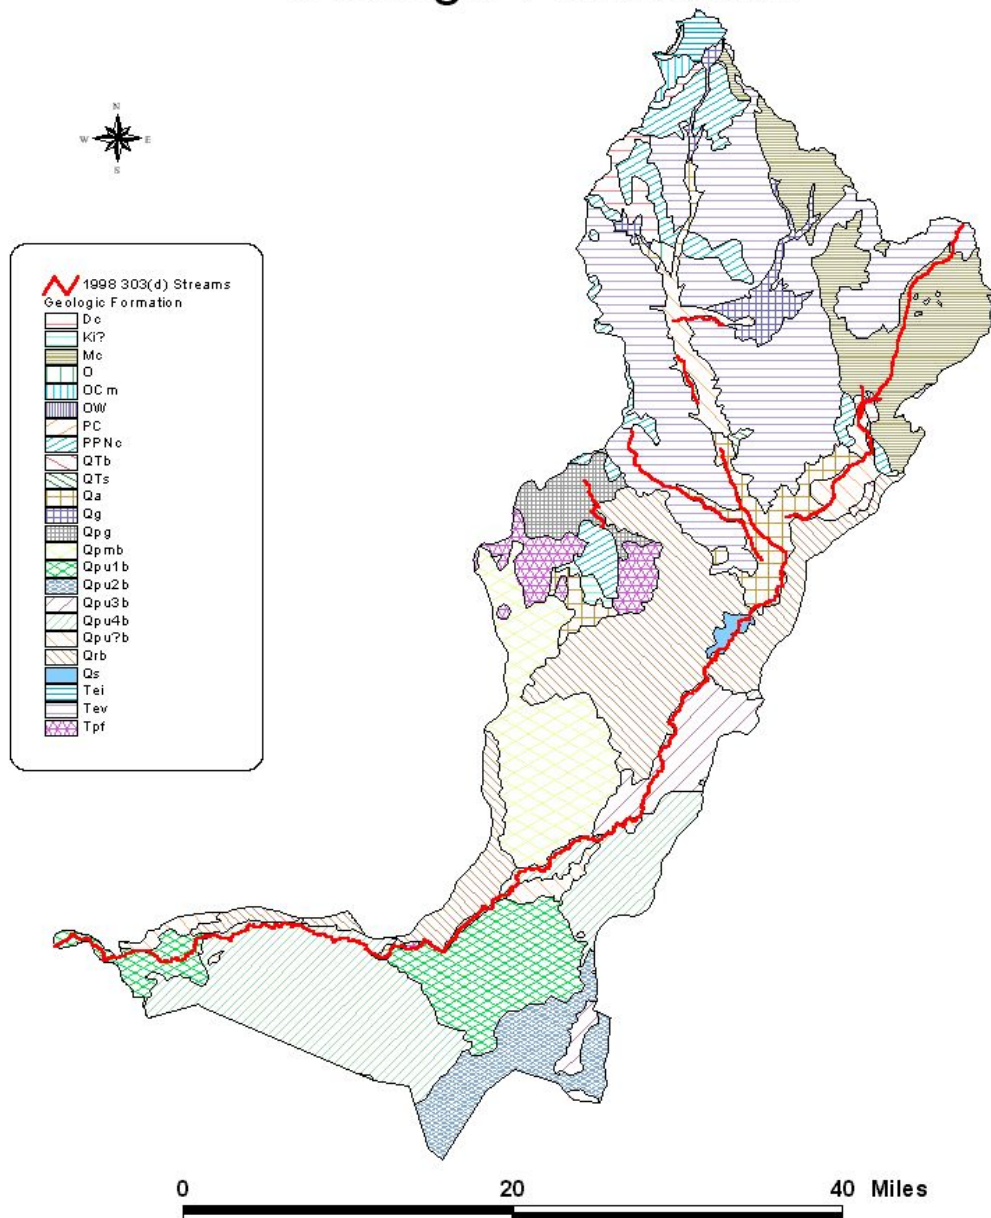 N
W E
S
1998 303(d) Streams
Geologic Formation
Dc
Ki?
Mc
O
OCm
OW
PC
PPNc
QTb
QTs
Qa
Qg
Qpg
Qpmb
Qpu1b
Qpu2b
Qpu3b
Qpu4b
Qpu?b
Qrb
Qs
Tei
Tev
Tpf
0 20 40 Miles